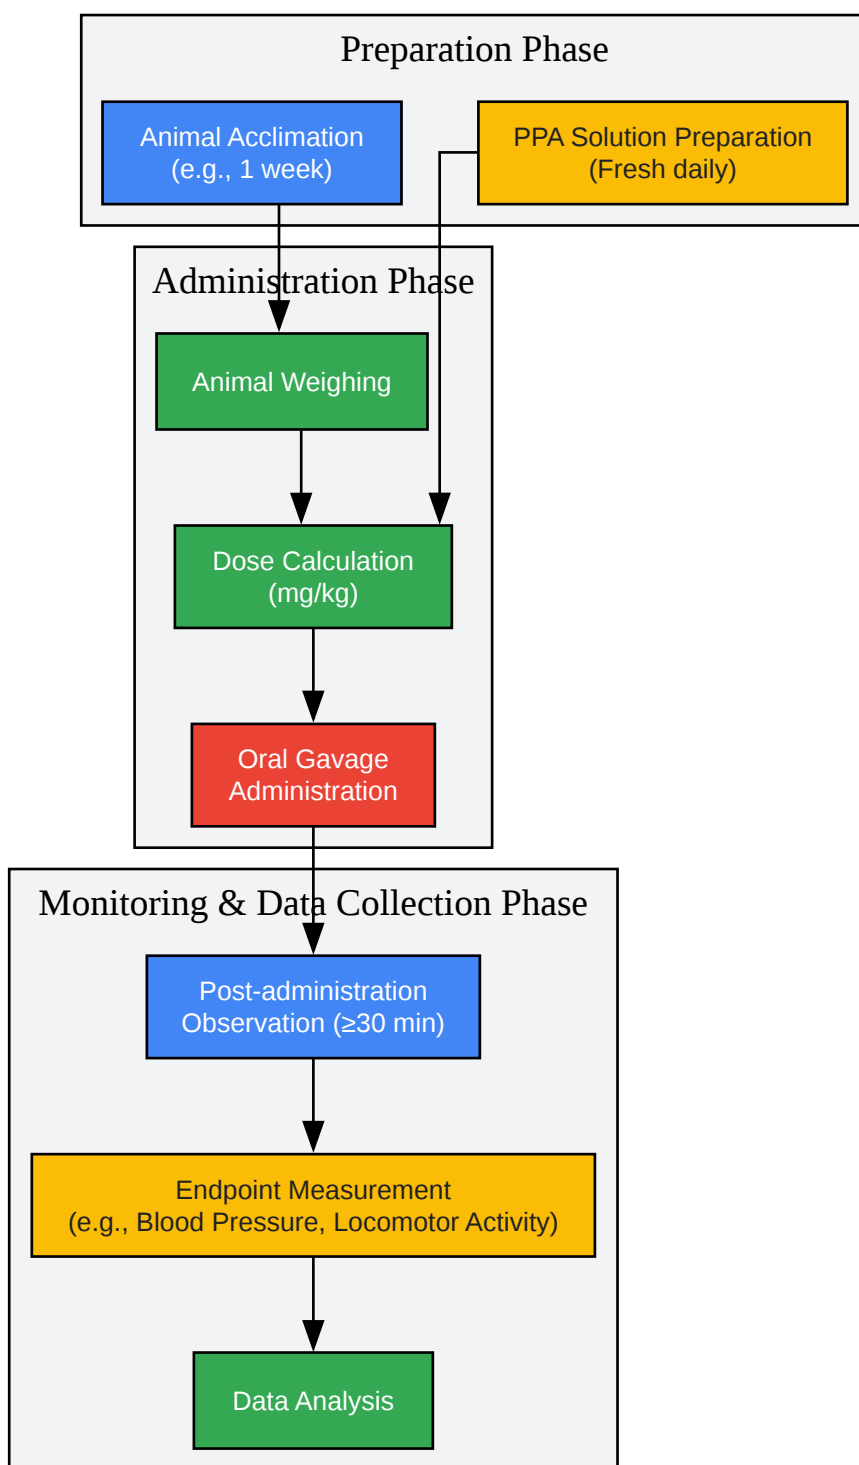 Preparation Phase
Animal Acclimation
(e.g., 1 week)
PPA Solution Preparation
(Fresh daily)
Administration Phase
Animal Weighing
Dose Calculation
(mg/kg)
Oral Gavage
Administration
Monitoring & Data Collection Phase
Post-administration
Observation (≥30 min)
Endpoint Measurement
(e.g., Blood Pressure, Locomotor Activity)
Data Analysis